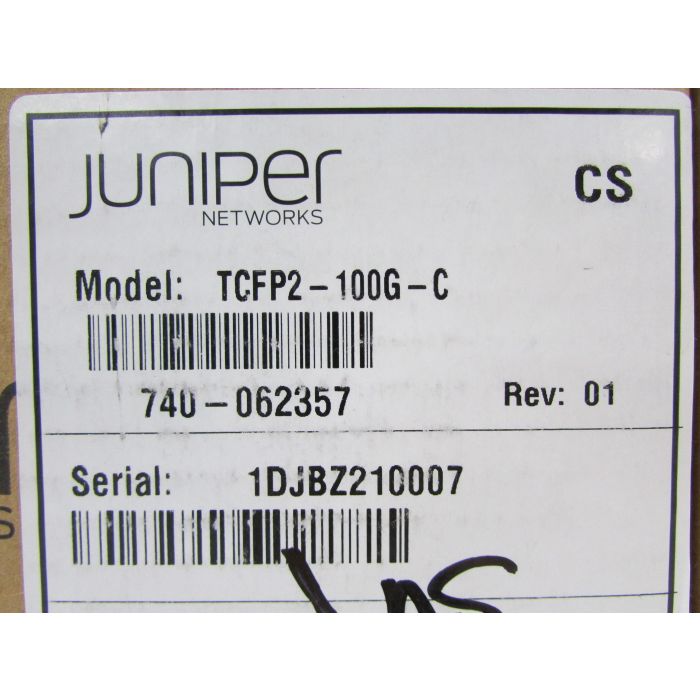 JUNIPER
NETWORKS
CS
Model: TCFP2-100G-C
740-062357 Rev: 01
Serial: 1DJBZ210007